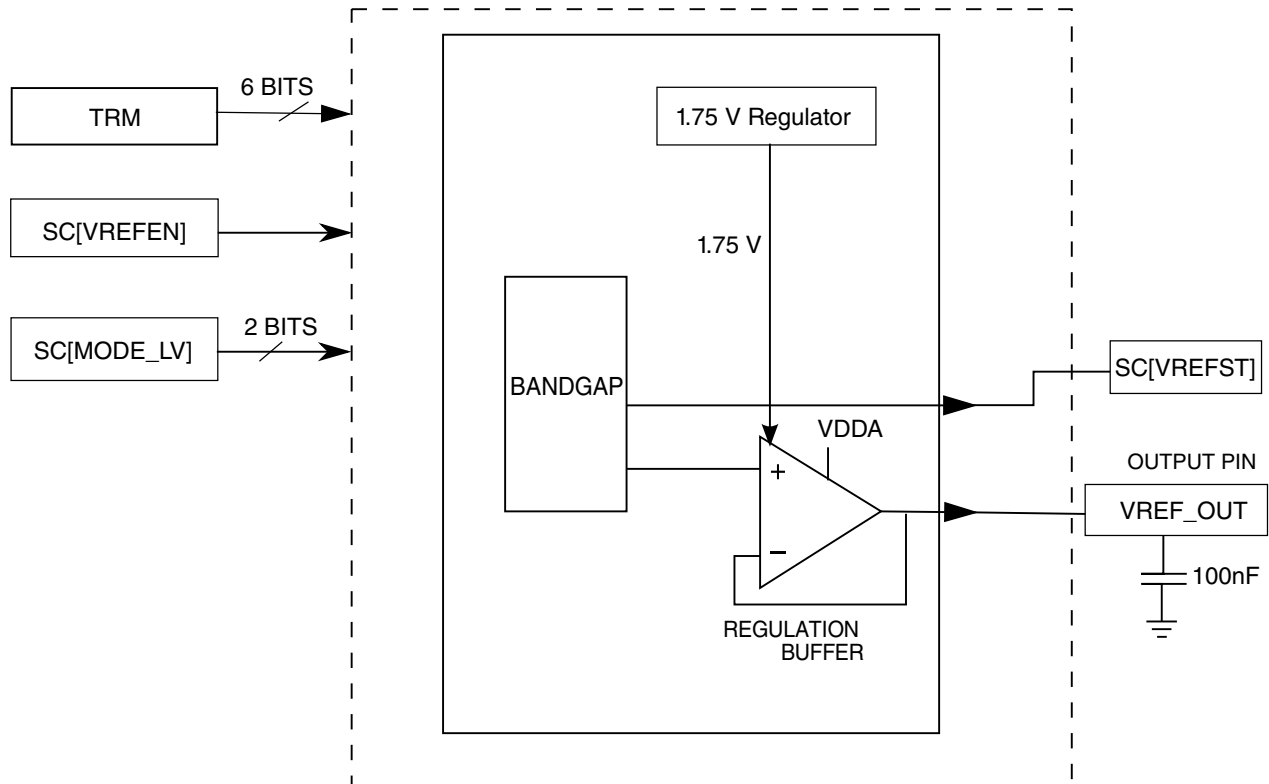 6 BITS
TRM
1.75 V Regulator
SC[VREFEN]
1.75 V
2 BITS
SC[MODE_LV]
BANDGAP
SC[VREFST]
VDDA
+
OUTPUT PIN
VREF_OUT
−
100nF
REGULATION
BUFFER